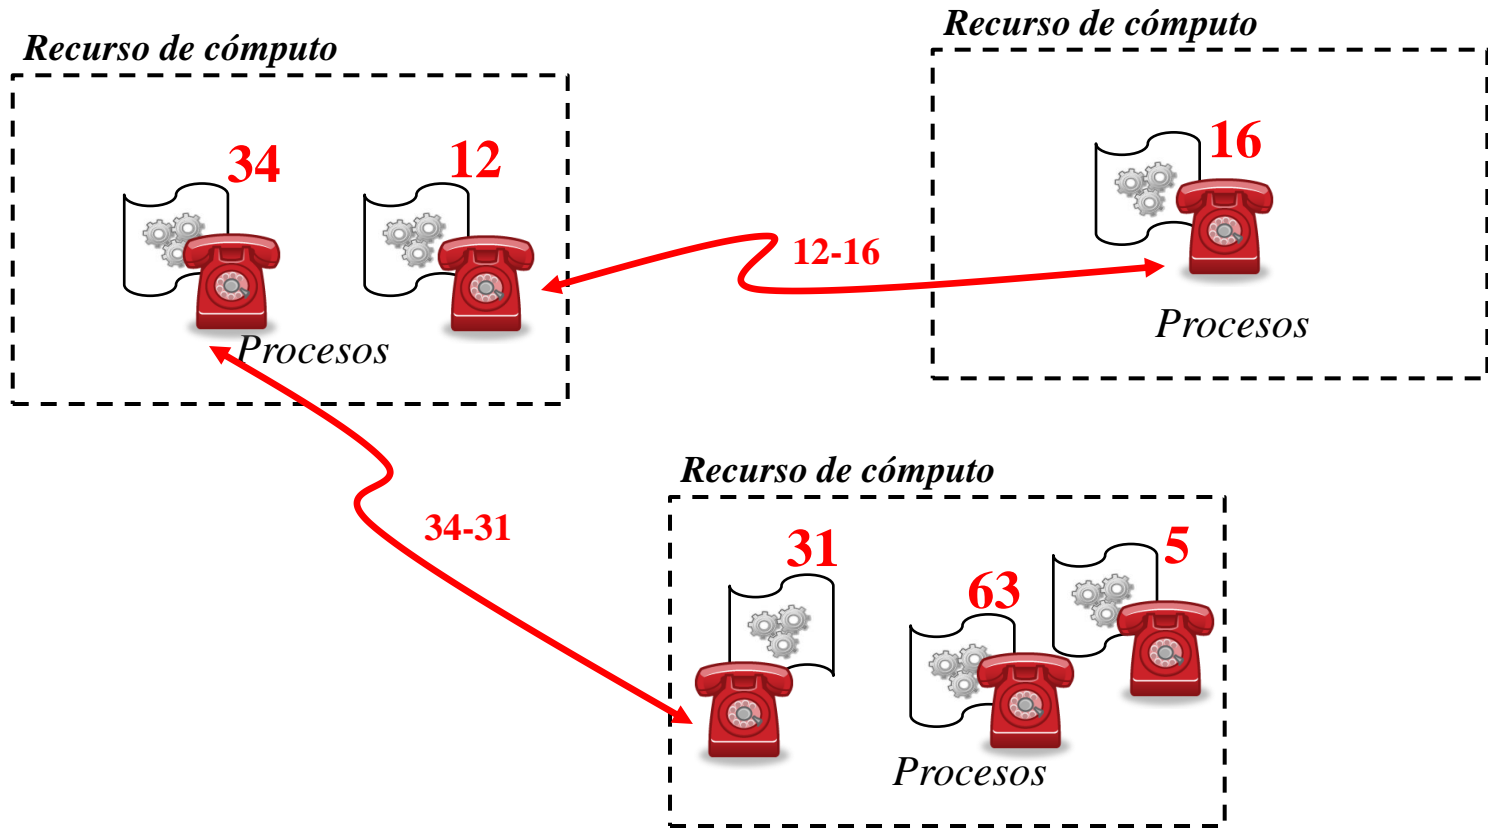 Recurso de cómputo
34
12
Procesos
12-16
Recurso de cómputo
16
Procesos
34-31
Recurso de cómputo
31
63
5
Procesos